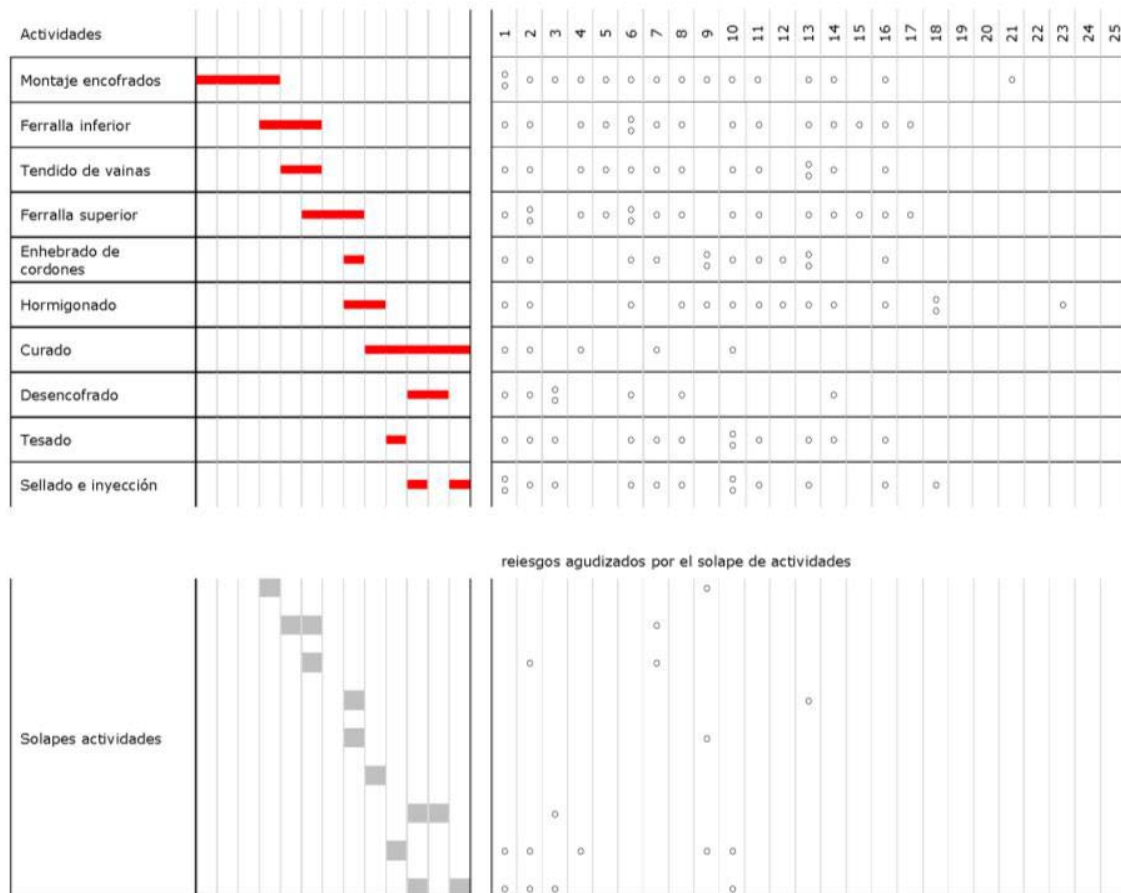 Actividades 1 2 3 4 5 6 7 8 9 10 11 12 13 14 15 16 17 18 19 20 21 22 23 24 25
Montaje encofrados
Ferralla inferior
Tendido de vainas
Ferralla superior
Enhebrado de
cordones
Hormigonado
Curado
Desencofrado
Tesado
Sellado e inyección
reiesgos agudizados por el solape de actividades
Solapes actividades